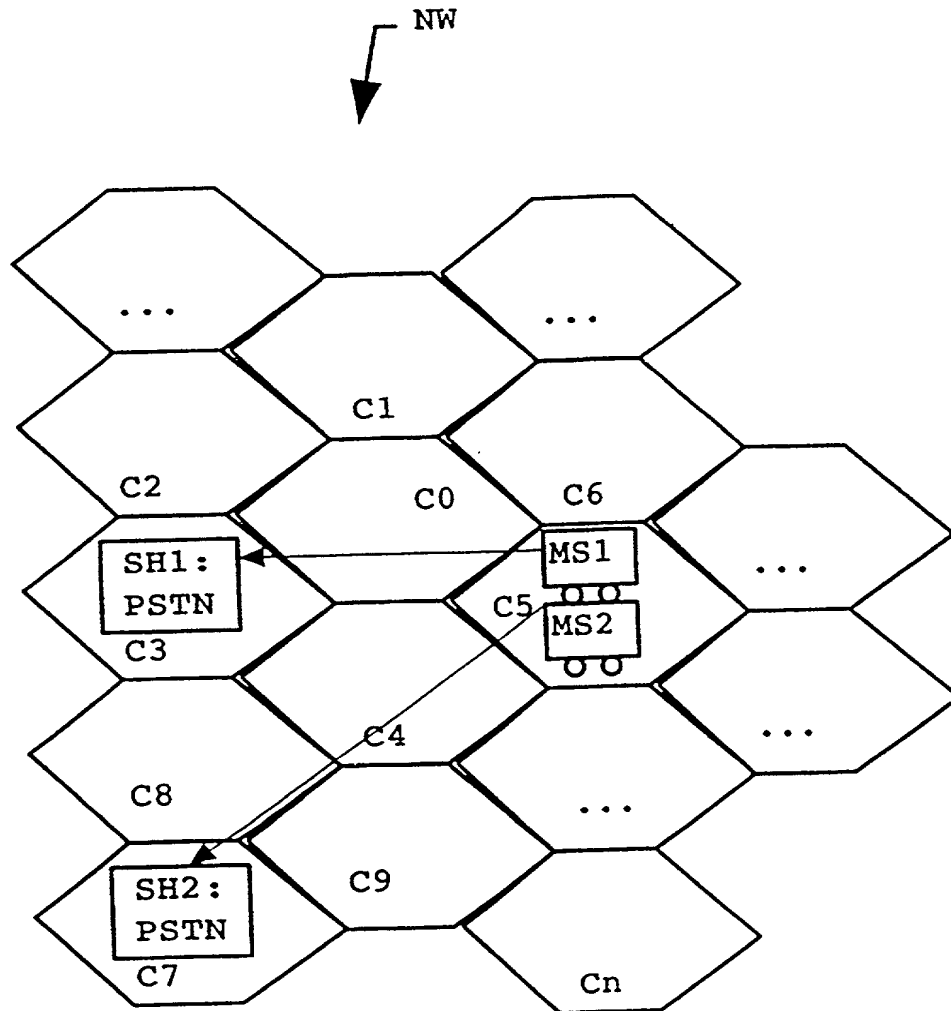 NW
...
...
C1
C2
C0
C6
SH1:
PSTN
MS1
...
C5
MS2
C3
C4
...
C8
...
SH2:
PSTN
C9
C7
Cn